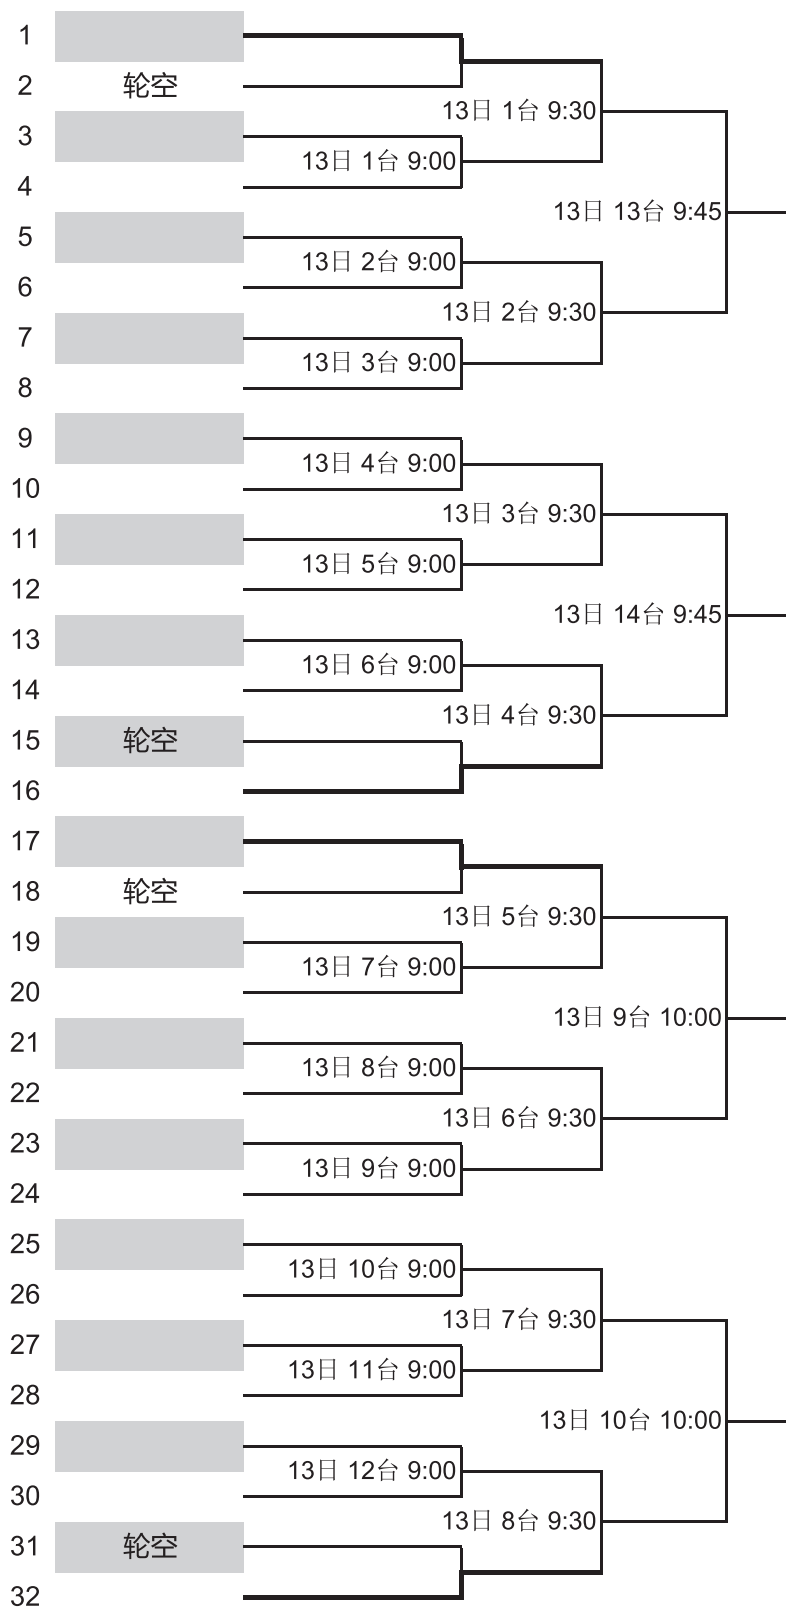 1
2 轮空
13日 1台 9:30
3
13日 1台 9:00
4
13日 13台 9:45
5
13日 2台 9:00
6
13日 2台 9:30
7
13日 3台 9:00
8
9
13日 4台 9:00
10
13日 3台 9:30
11
13日 5台 9:00
12
13日 14台 9:45
13
13日 6台 9:00
14
13日 4台 9:30
15 轮空
16
17
18 轮空
13日 5台 9:30
19
13日 7台 9:00
20
13日 9台 10:00
21
13日 8台 9:00
22
13日 6台 9:30
23
13日 9台 9:00
24
25
13日 10台 9:00
26
13日 7台 9:30
27
13日 11台 9:00
28
13日 10台 10:00
29
13日 12台 9:00
30
13日 8台 9:30
31 轮空
32